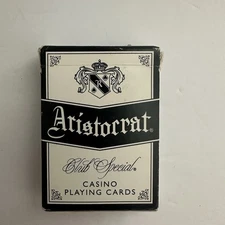 Aristocrat®
Club Special®
CASINO
PLAYING CARDS